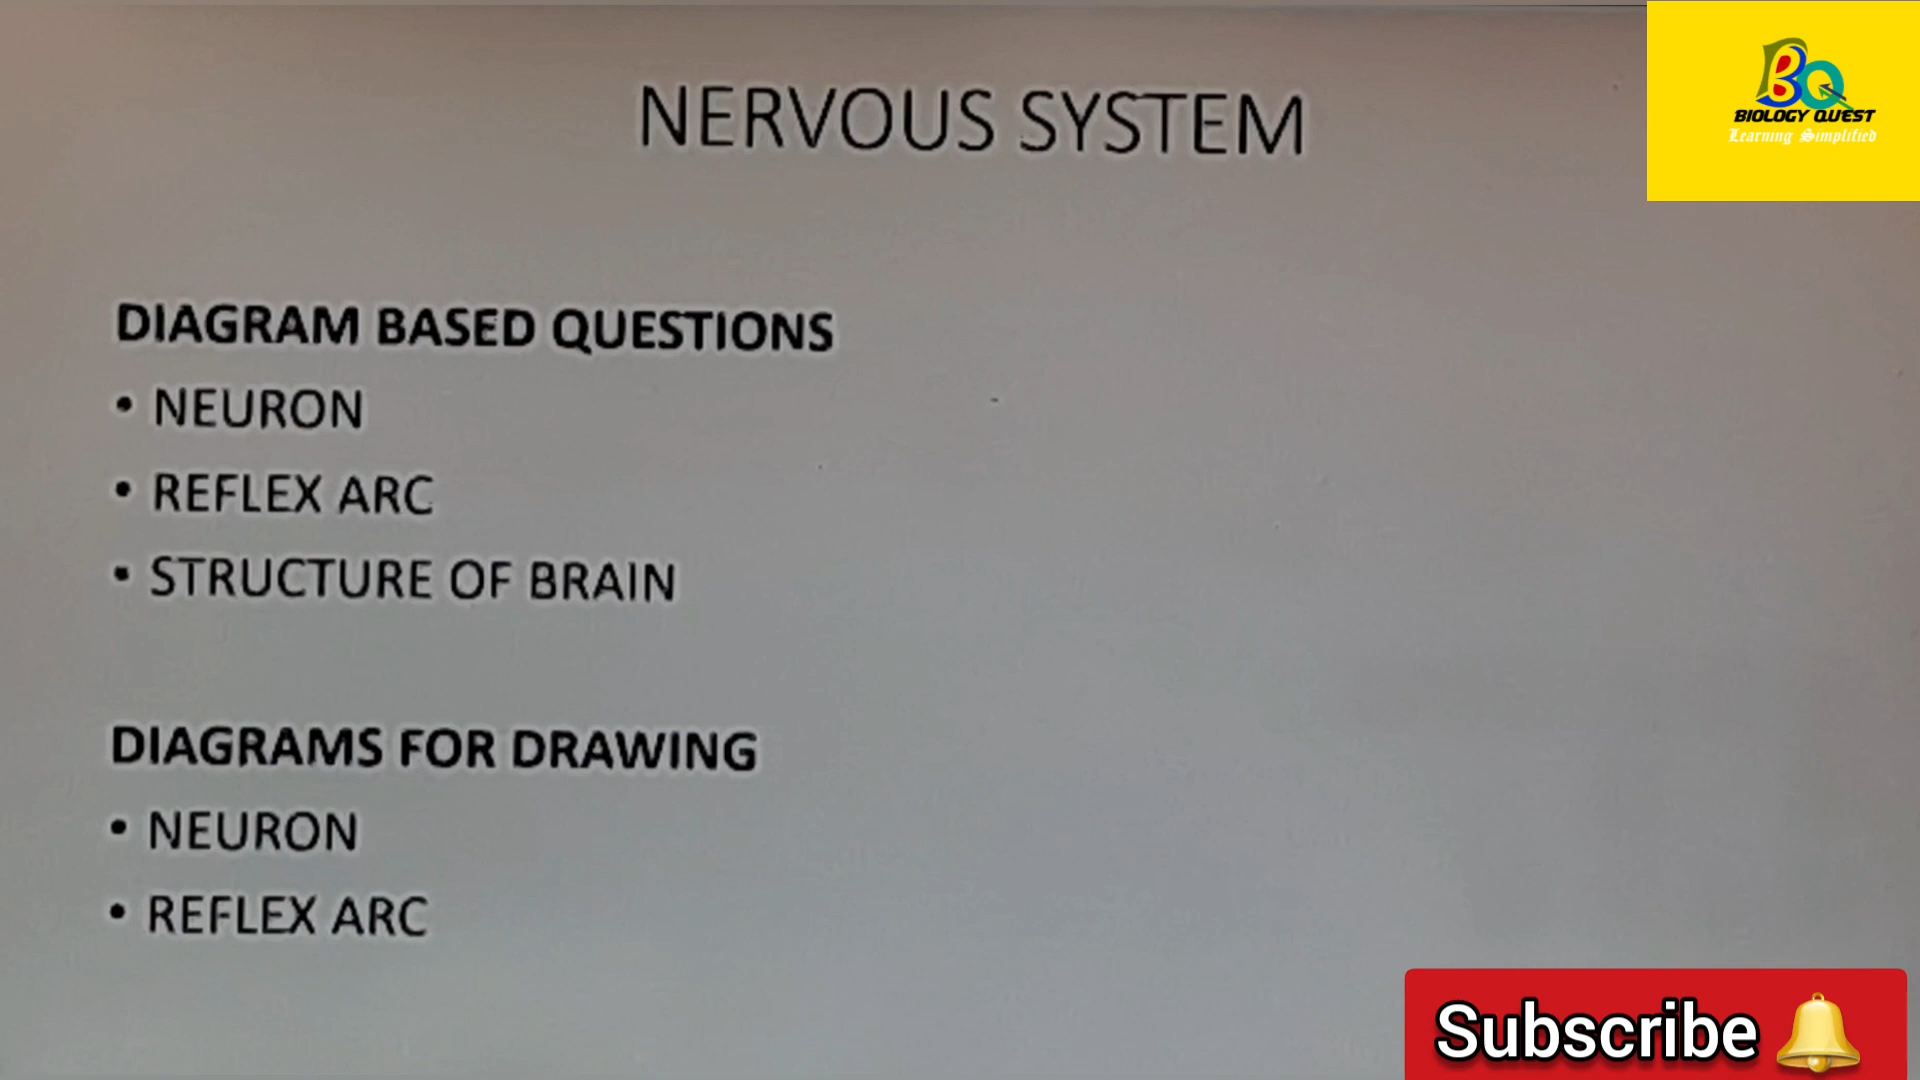 NERVOUS SYSTEM
BIOLOGY QUEST
Learning Simplified
DIAGRAM BASED QUESTIONS
• NEURON
• REFLEX ARC
• STRUCTURE OF BRAIN
DIAGRAMS FOR DRAWING
• NEURON
• REFLEX ARC
Subscribe